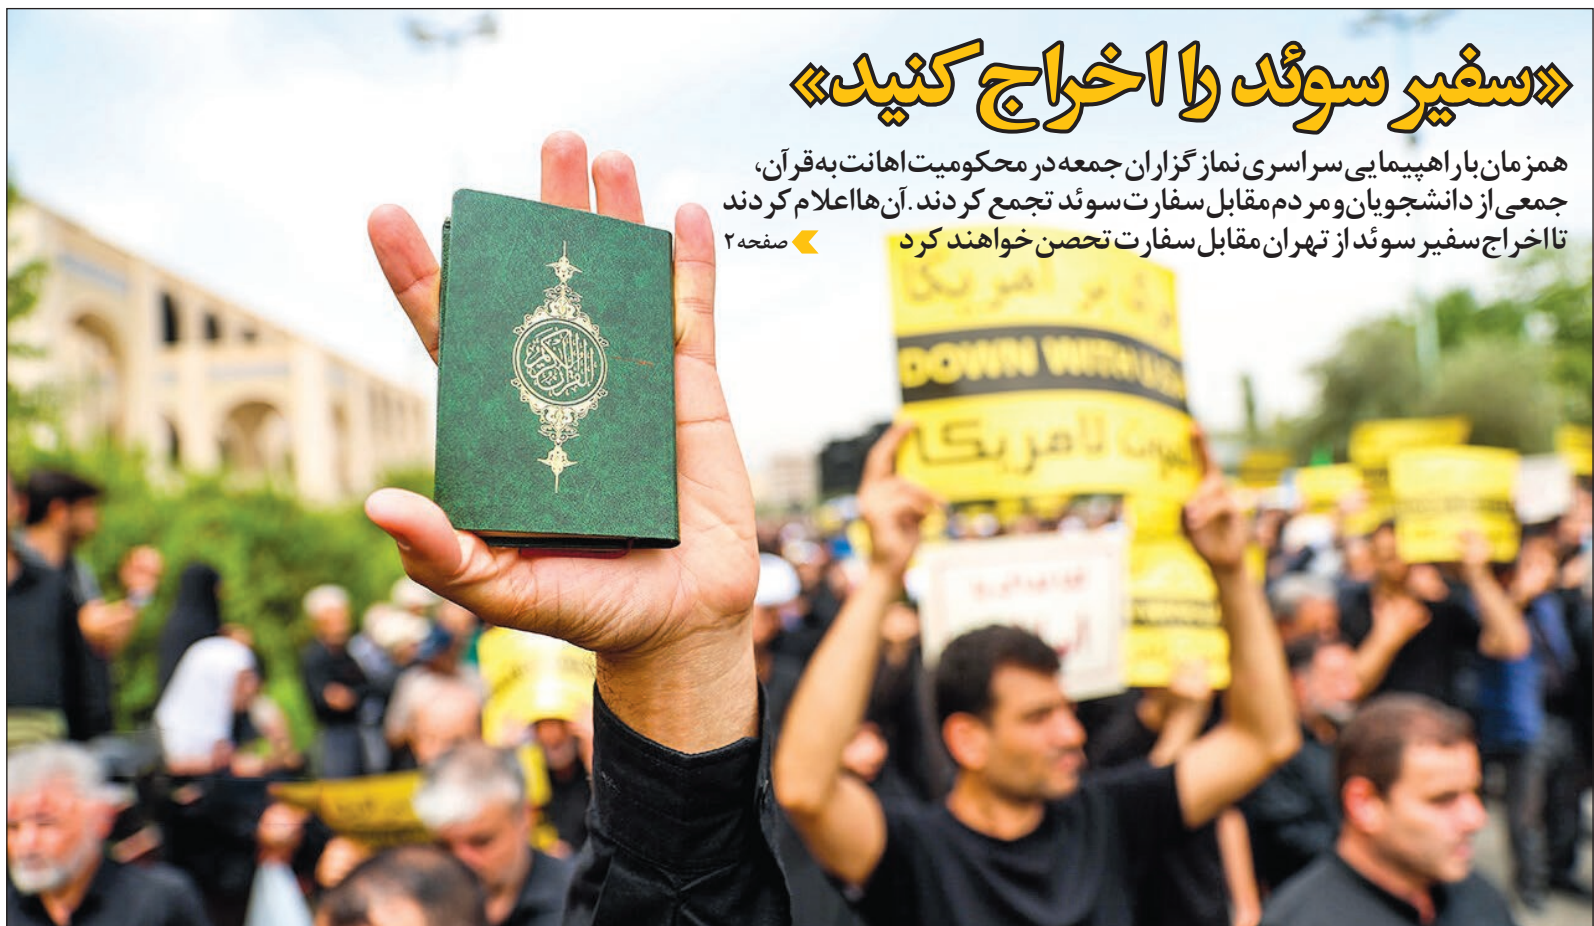 «سفیر سوئد را اخراج کنید»
همزمان با راهپیمایی سراسری نمازگزاران جمعه در محکومیت اهانت به قرآن،
جمعی از دانشجویان و مردم مقابل سفارت سوئد تجمع کردند. آن‌ها اعلام کردند
تا اخراج سفیر سوئد از تهران مقابل سفارت تحصن خواهند کرد
صفحه ۲
القرآن الکریم
بر آمریکا
DOWN WITH USA
لامریکا